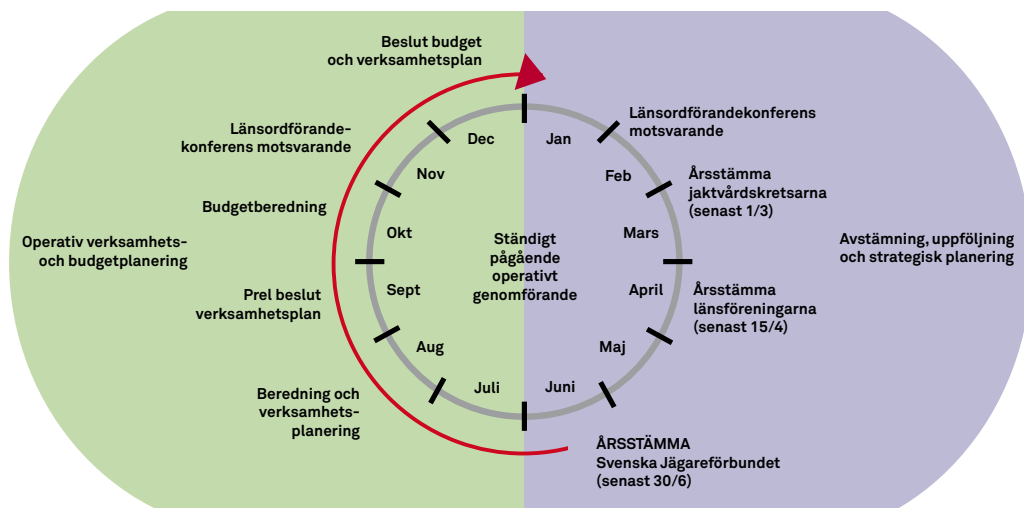 Beslut budget
och verksamhetsplan
Länsordförande-
konferens motsvarande
Budgetberedning
Operativ verksamhets-
och budgetplanering
Prel beslut
verksamhetsplan
Beredning och
verksamhets-
planering
Dec
Nov
Okt
Sept
Aug
Juli
Jan
Feb
Mars
April
Maj
Juni
Ständigt
pågående
operativt
genomförande
Länsordförandekonferens
motsvarande
Årsstämma
jaktvårdskretsarna
(senast 1/3)
Avstämning, uppföljning
och strategisk planering
Årsstämma
länsföreningarna
(senast 15/4)
ÅRSSTÄMMA
Svenska Jägareförbundet
(senast 30/6)